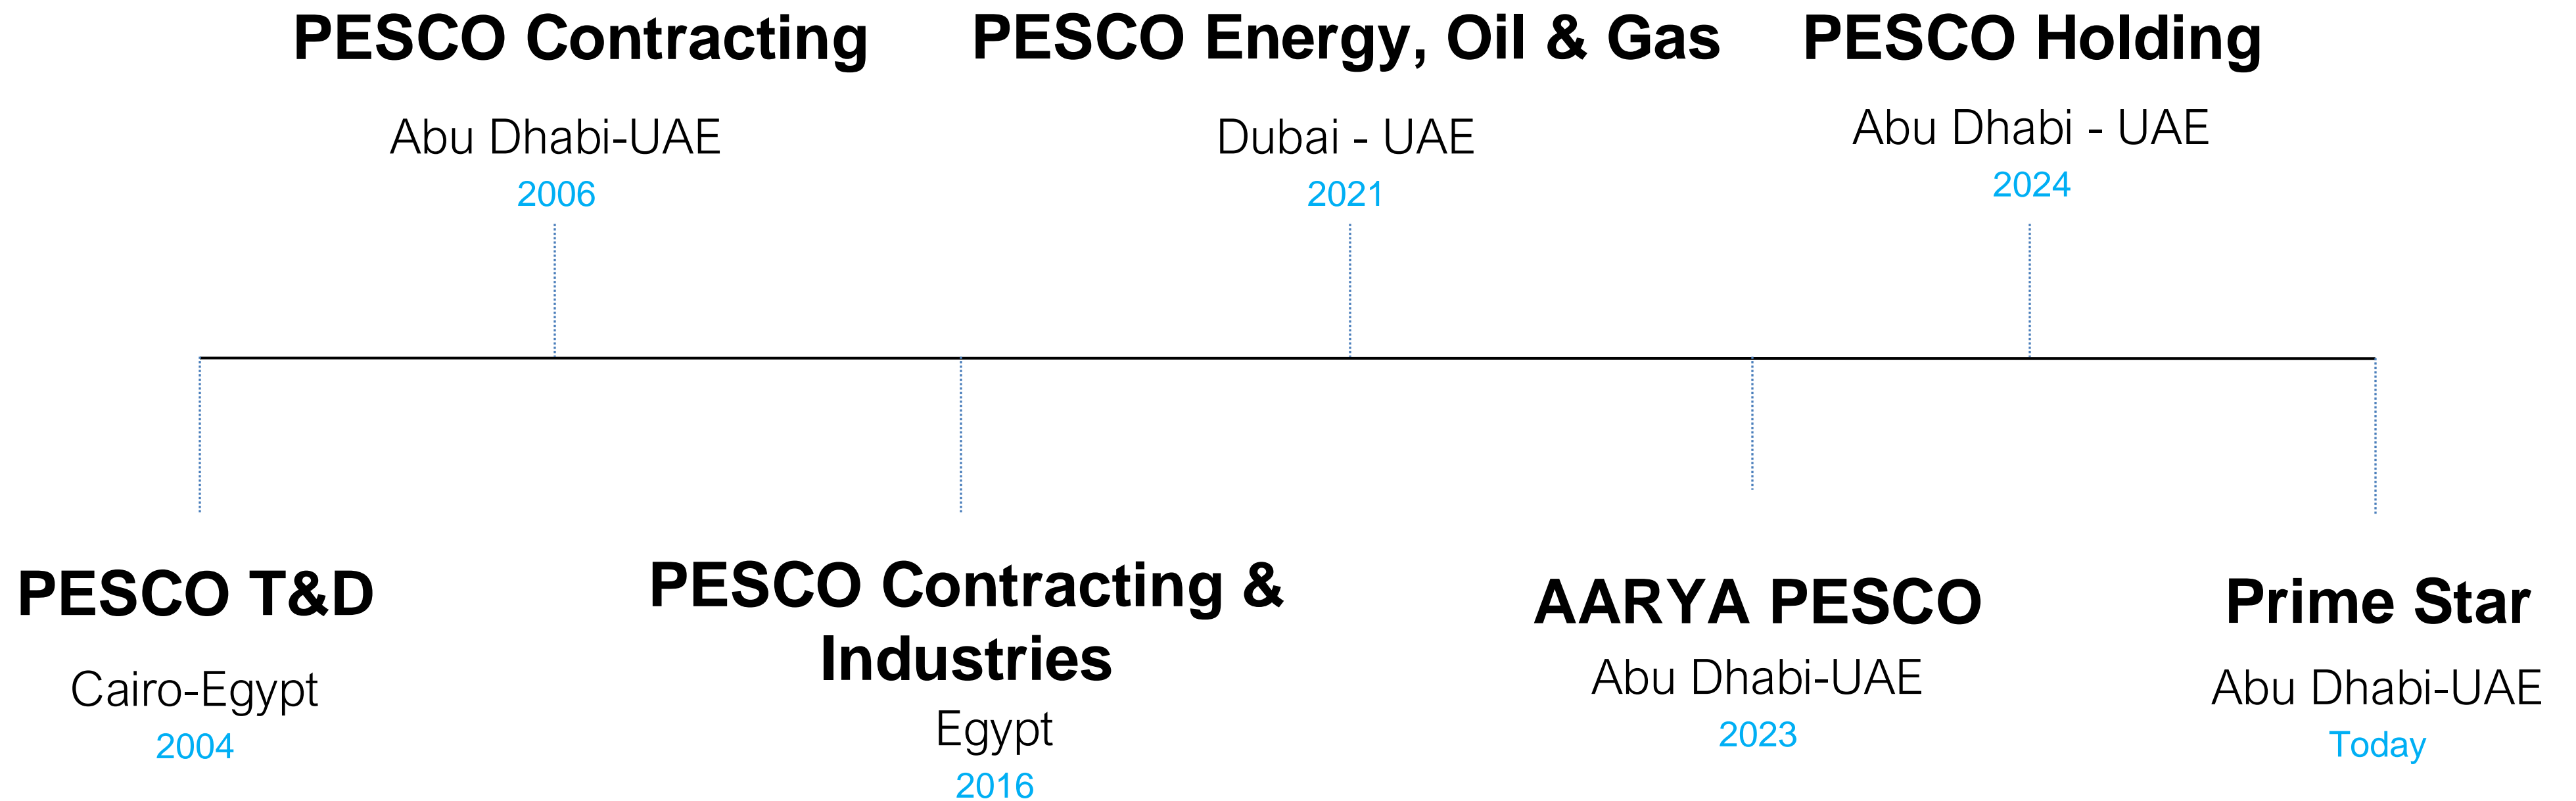 PESCO Contracting
Abu Dhabi-UAE
2006
PESCO Energy, Oil & Gas
Dubai - UAE
2021
PESCO Holding
Abu Dhabi - UAE
2024
PESCO T&D
Cairo-Egypt
2004
PESCO Contracting &
Industries
Egypt
2016
AARYA PESCO
Abu Dhabi-UAE
2023
Prime Star
Abu Dhabi-UAE
Today